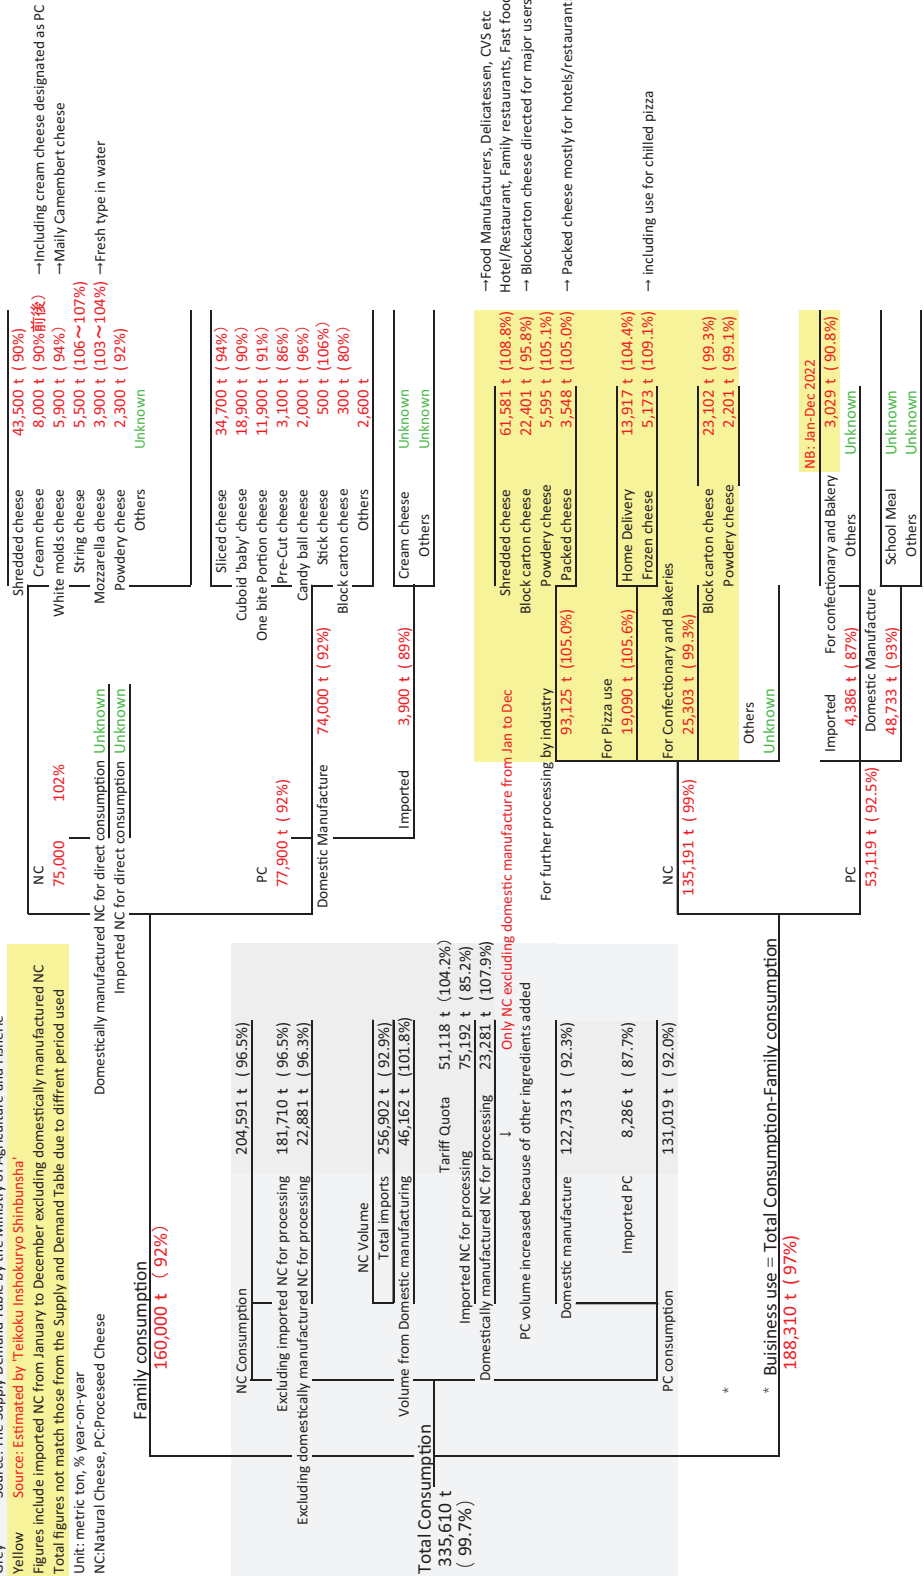 Grey Source: The Supply Demand Table by the Ministry of Agriculture and Fisherie
Yellow Source: Estimated by 'Teikoku Inshokuryo Shinbunsha'
Figures include imported NC from January to December excluding domestically manufactured NC
Total figures not match those from the Supply and Demand Table due to diffrent period used
Unit: metric ton, % year-on-year
NC:Natural Cheese, PC:Proceseed Cheese
Family consumption
160,000 t ( 92%)
NC
75,000 102%
Domestically manufactured NC for direct consumption Unknown
Imported NC for direct consumption Unknown
Shredded cheese 43,500 t ( 90%)
Cream cheese 8,000 t ( 90%前後) →Including cream cheese designated as PC
White molds cheese 5,900 t ( 94%) →Maily Camembert cheese
String cheese 5,500 t (106～107%)
Mozzarella cheese 3,900 t (103～104%) →Fresh type in water
Powdery cheese 2,300 t ( 92%)
Others Unknown
PC
77,900 t ( 92%)
Domestic Manufacture
74,000 t ( 92%)
Sliced cheese 34,700 t ( 94%)
Cuboid 'baby' cheese 18,900 t ( 90%)
One bite Portion cheese 11,900 t ( 91%)
Pre-Cut cheese 3,100 t ( 86%)
Candy ball cheese 2,000 t ( 96%)
Stick cheese 500 t (106%)
Block carton cheese 300 t ( 80%)
Others 2,600 t
Imported 3,900 t ( 89%)
Cream cheese Unknown
Others Unknown
Total Consumption
335,610 t
( 99.7%)
NC Consumption 204,591 t ( 96.5%)
Excluding imported NC for processing 181,710 t ( 96.5%)
Excluding domestically manufactured NC for processing 22,881 t ( 96.3%)
NC Volume
Total imports 256,902 t ( 92.9%)
Volume from Domestic manufacturing 46,162 t (101.8%)
Tariff Quota 51,118 t (104.2%)
Imported NC for processing 75,192 t ( 85.2%)
Domestically manufactured NC for processing 23,281 t (107.9%)
↓ Only NC excluding domestic manufacture from Jan to Dec
PC volume increased because of other ingredients added
Domestic manufacture 122,733 t ( 92.3%)
Imported PC 8,286 t ( 87.7%)
PC consumption 131,019 t ( 92.0%)
*
* Buisiness use = Total Consumption-Family consumption
188,310 t ( 97%)
NC
135,191 t ( 99%)
For further processing by industry
93,125 t (105.0%)
Shredded cheese 61,581 t (108.8%)
Block carton cheese 22,401 t ( 95.8%)
Powdery cheese 5,595 t (105.1%)
Packed cheese 3,548 t (105.0%)
→Food Manufacturers, Delicatessen, CVS etc
Hotel/Restaurant, Family restaurants, Fast food
→ Blockcarton cheese directed for major users
→ Packed cheese mostly for hotels/restaurant
For Pizza use
19,090 t (105.6%)
Home Delivery 13,917 t (104.4%)
Frozen cheese 5,173 t (109.1%) → including use for chilled pizza
For Confectionary and Bakeries
25,303 t ( 99.3%)
Block carton cheese 23,102 t ( 99.3%)
Powdery cheese 2,201 t ( 99.1%)
Others
Unknown
PC
53,119 t ( 92.5%)
NB: Jan-Dec 2022
Imported
4,386 t ( 87%)
For confectionary and Bakery 3,029 t ( 90.8%)
Others Unknown
Domestic Manufacture
48,733 t ( 93%)
School Meal Unknown
Others Unknown